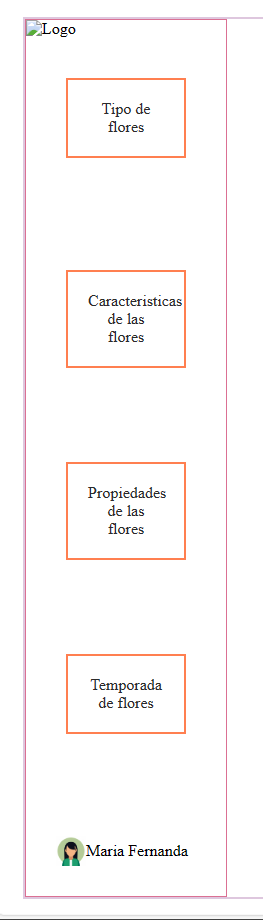 Logo
Tipo de
flores
Caracteristicas
de las
flores
Propiedades
de las
flores
Temporada
de flores
Maria Fernanda